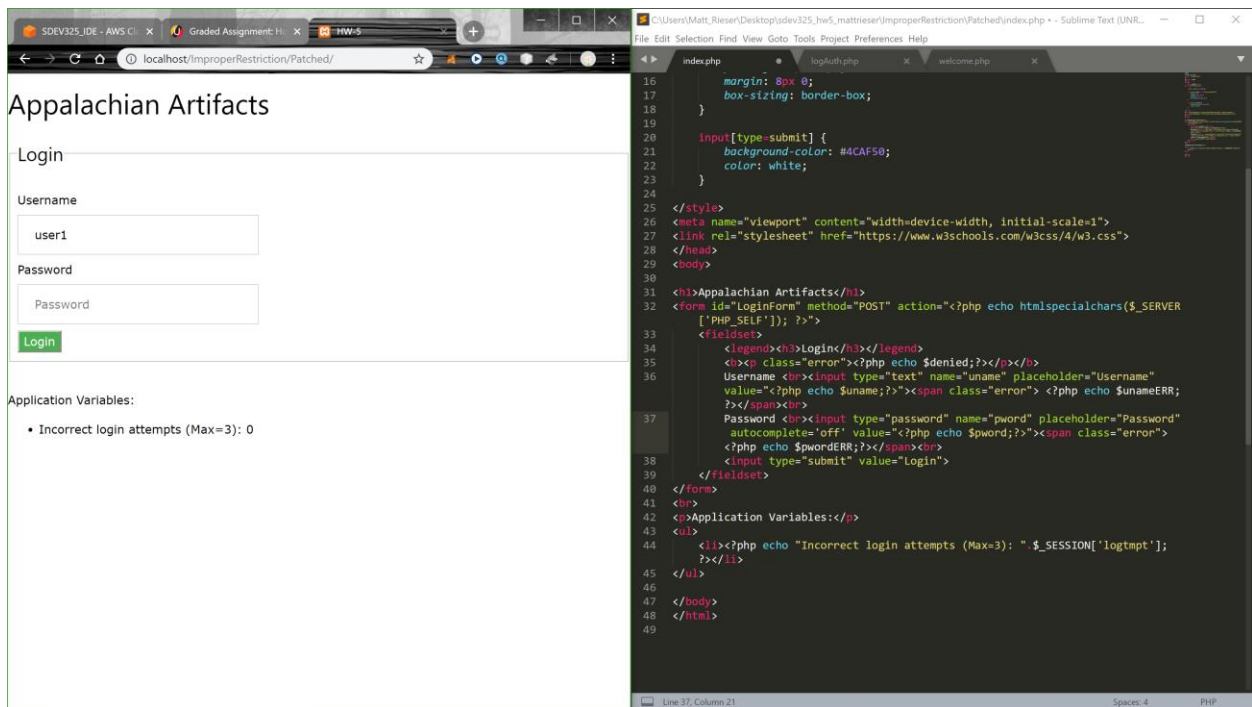 SDEV325_IDE - AWS Cl
Graded Assignment: Ho
HW-5
localhost/ImproperRestriction/Patched/
Appalachian Artifacts
Login
Username
user1
Password
Password
Login
Application Variables:
• Incorrect login attempts (Max=3): 0
C:\Users\Matt_Rieser\Desktop\sdev325_hw5_mattrieser\ImproperRestriction\Patched\index.php • - Sublime Text (UNR...
File Edit Selection Find View Goto Tools Project Preferences Help
index.php
logAuth.php
welcome.php
16 margin: 8px 0;
17 box-sizing: border-box;
18 }
19
20 input[type=submit] {
21 background-color: #4CAF50;
22 color: white;
23 }
24
25 </style>
26 <meta name="viewport" content="width=device-width, initial-scale=1">
27 <link rel="stylesheet" href="https://www.w3schools.com/w3css/4/w3.css">
28 </head>
29 <body>
30
31 <h1>Appalachian Artifacts</h1>
32 <form id="LoginForm" method="POST" action="<?php echo htmlspecialchars($_SERVER
['PHP_SELF']); ?>">
33 <fieldset>
34 <legend><h3>Login</h3></legend>
35 <b><p class="error"><?php echo $denied;?></p></b>
36 Username <br><input type="text" name="uname" placeholder="Username"
value="<?php echo $uname;?>"><span class="error"> <?php echo $unameERR;
?></span><br>
37 Password <br><input type="password" name="pword" placeholder="Password"
autocomplete='off' value="<?php echo $pword;?>"><span class="error">
<?php echo $pwordERR;?></span><br>
38 <input type="submit" value="Login">
39 </fieldset>
40 </form>
41 <br>
42 <p>Application Variables:</p>
43 <ul>
44 <li><?php echo "Incorrect login attempts (Max=3): ".$_SESSION['logtmpt'];
?></li>
45 </ul>
46
47 </body>
48 </html>
49
Line 37, Column 21
Spaces: 4
PHP